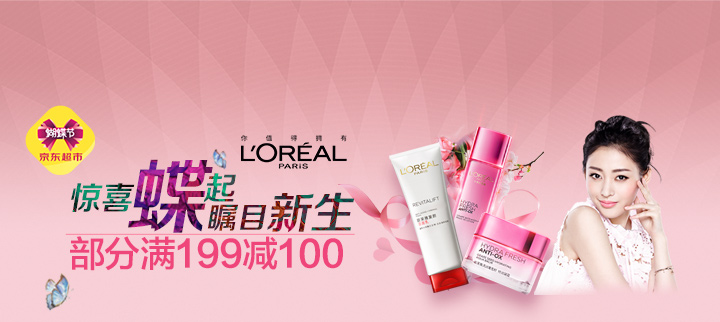 蝴蝶节
京东超市
你值得拥有
L'ORÉAL
PARIS
惊喜蝶起
瞩目新生
部分满199减100
L'ORÉAL
REVITALIFT
HYDRA FRESH
ANTI-OX
HYDRA FRESH
ANTI-OX